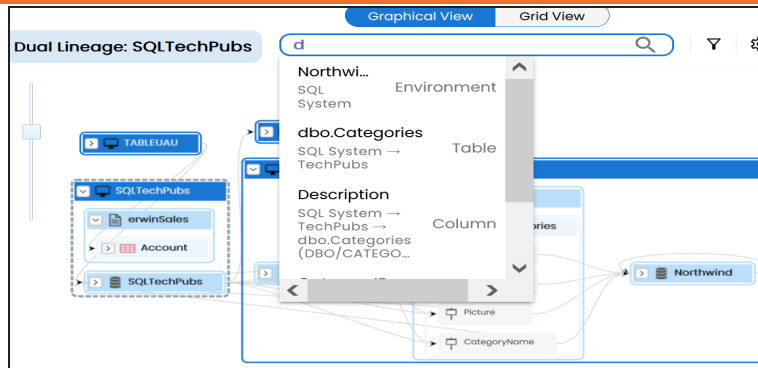 Graphical View
Grid View
Dual Lineage: SQLTechPubs
d
Northwi...
SQL
System
Environment
dbo.Categories
SQL System →
TechPubs
Table
Description
SQL System →
TechPubs →
dbo.Categories
(DBO/CATEGO...
Column
TABLEUAU
SQLTechPubs
erwinSales
Account
SQLTechPubs
ories
Northwind
Picture
CategoryName